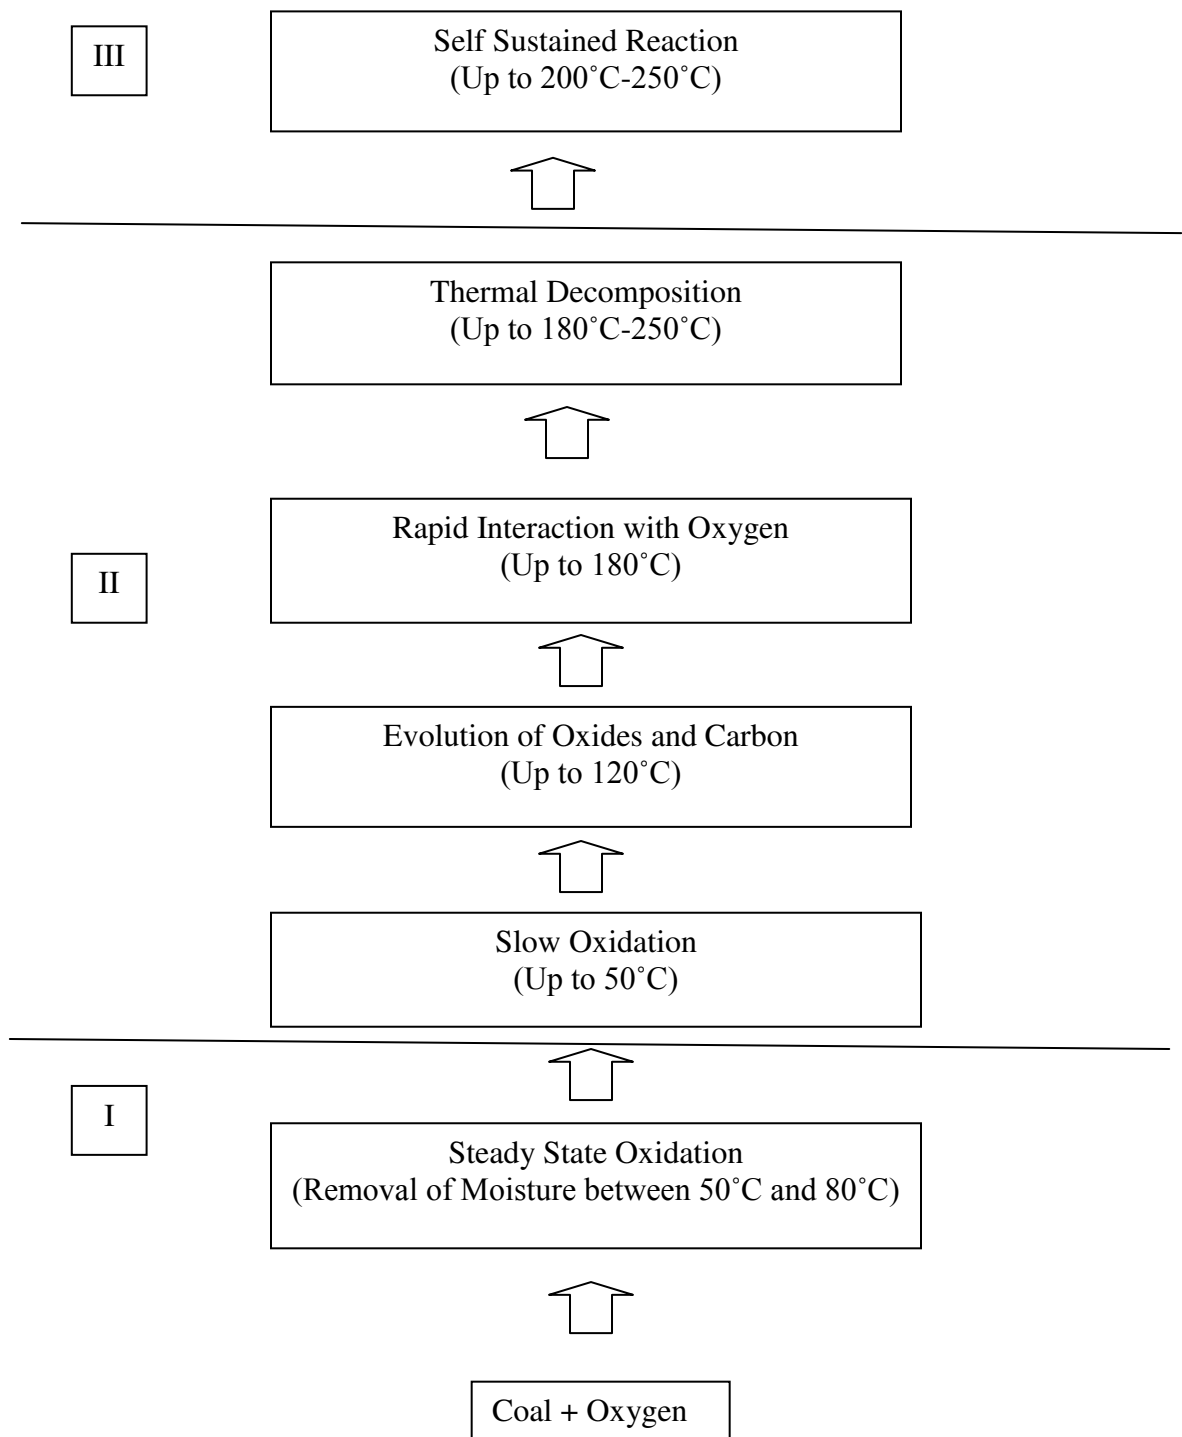 III
Self Sustained Reaction
(Up to 200˚C-250˚C)
Thermal Decomposition
(Up to 180˚C-250˚C)
II
Rapid Interaction with Oxygen
(Up to 180˚C)
Evolution of Oxides and Carbon
(Up to 120˚C)
Slow Oxidation
(Up to 50˚C)
I
Steady State Oxidation
(Removal of Moisture between 50˚C and 80˚C)
Coal + Oxygen